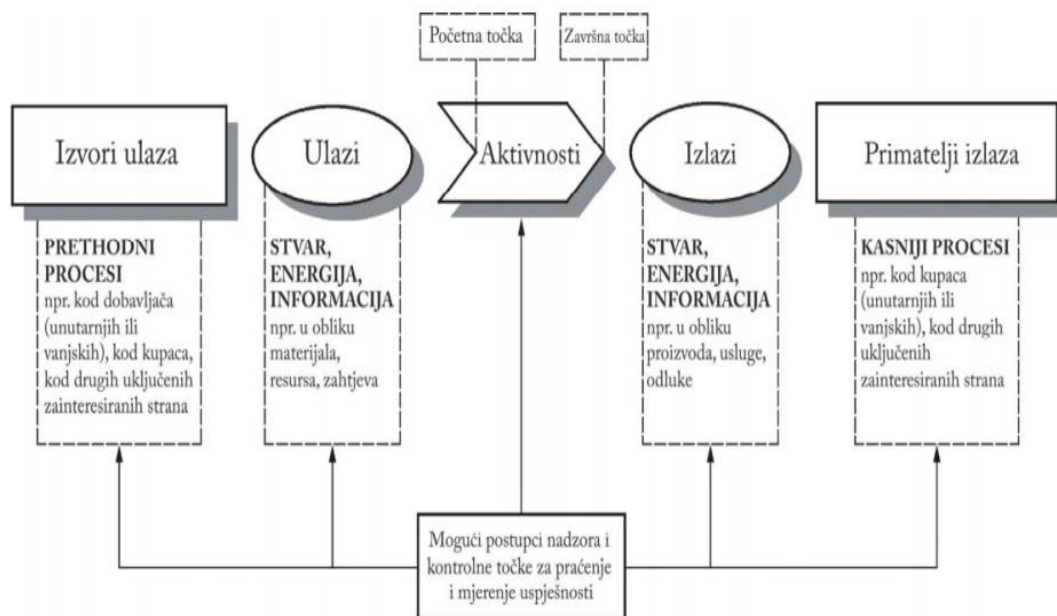 Početna točka
Završna točka
Izvori ulaza
Ulazi
Aktivnosti
Izlazi
Primatelji izlaza
PRETHODNI
PROCESI
npr. kod dobavljača
(unutarnjih ili
vanjskih), kod kupaca,
kod drugih uključenih
zainteresiranih strana
STVAR,
ENERGIJA,
INFORMACIJA
npr. u obliku
materijala,
resursa, zahtjeva
STVAR,
ENERGIJA,
INFORMACIJA
npr. u obliku
proizvoda, usluge,
odluke
KASNIJI PROCESI
npr. kod kupaca
(unutarnjih ili
vanjskih), kod drugih
uključenih
zainteresiranih strana
Mogući postupci nadzora i
kontrolne točke za praćenje
i mjerenje uspješnosti